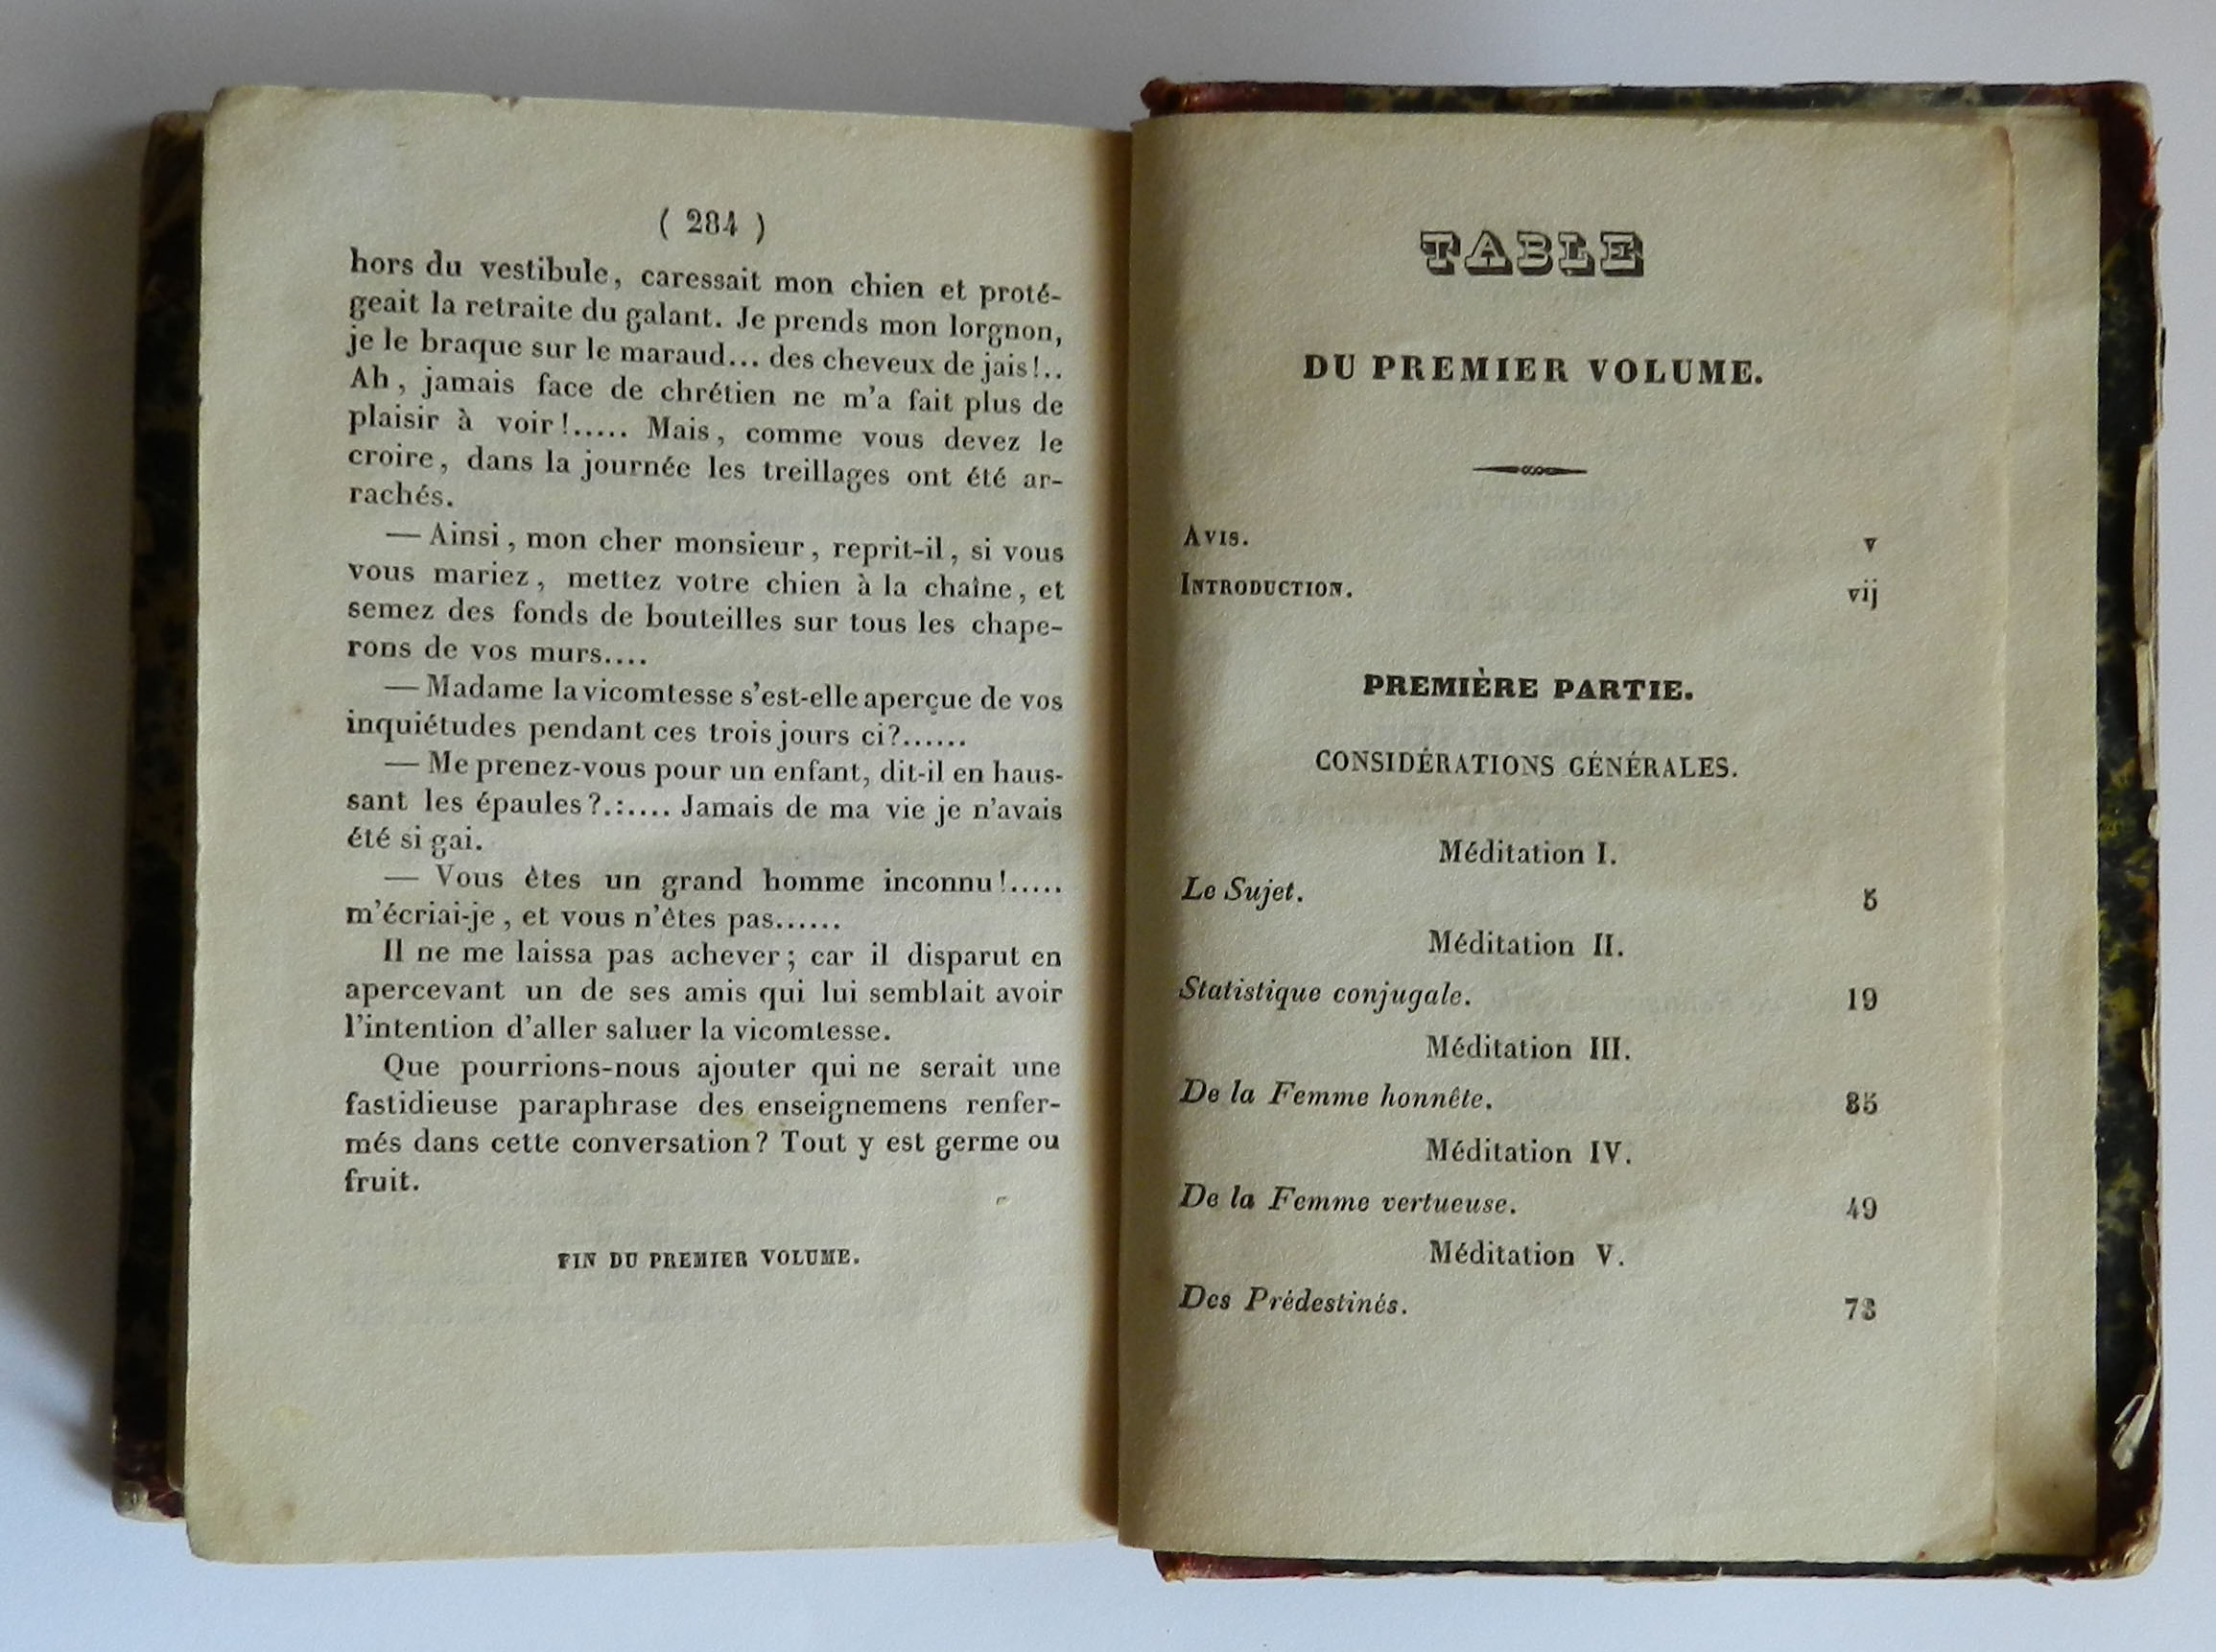 ( 284 )
hors du vestibule, caressait mon chien et proté-
geait la retraite du galant. Je prends mon lorgnon,
je le braque sur le maraud... des cheveux de jais!..
Ah, jamais face de chrétien ne m'a fait plus de
plaisir à voir!..... Mais, comme vous devez le
croire, dans la journée les treillages ont été ar-
rachés.
— Ainsi, mon cher monsieur, reprit-il, si vous
vous mariez, mettez votre chien à la chaîne, et
semez des fonds de bouteilles sur tous les chape-
rons de vos murs....
— Madame la vicomtesse s'est-elle aperçue de vos
inquiétudes pendant ces trois jours ci?......
— Me prenez-vous pour un enfant, dit-il en haus-
sant les épaules?.:.... Jamais de ma vie je n'avais
été si gai.
— Vous êtes un grand homme inconnu!.....
m'écriai-je, et vous n'êtes pas......
Il ne me laissa pas achever; car il disparut en
apercevant un de ses amis qui lui semblait avoir
l'intention d'aller saluer la vicomtesse.
Que pourrions-nous ajouter qui ne serait une
fastidieuse paraphrase des enseignemens renfer-
més dans cette conversation? Tout y est germe ou
fruit.
FIN DU PREMIER VOLUME.
TABLE
DU PREMIER VOLUME.
AVIS. v
INTRODUCTION. vij
PREMIÈRE PARTIE.
CONSIDÉRATIONS GÉNÉRALES.
Méditation I.
Le Sujet. 5
Méditation II.
Statistique conjugale. 19
Méditation III.
De la Femme honnête. 35
Méditation IV.
De la Femme vertueuse. 49
Méditation V.
Des Prédestinés. 73